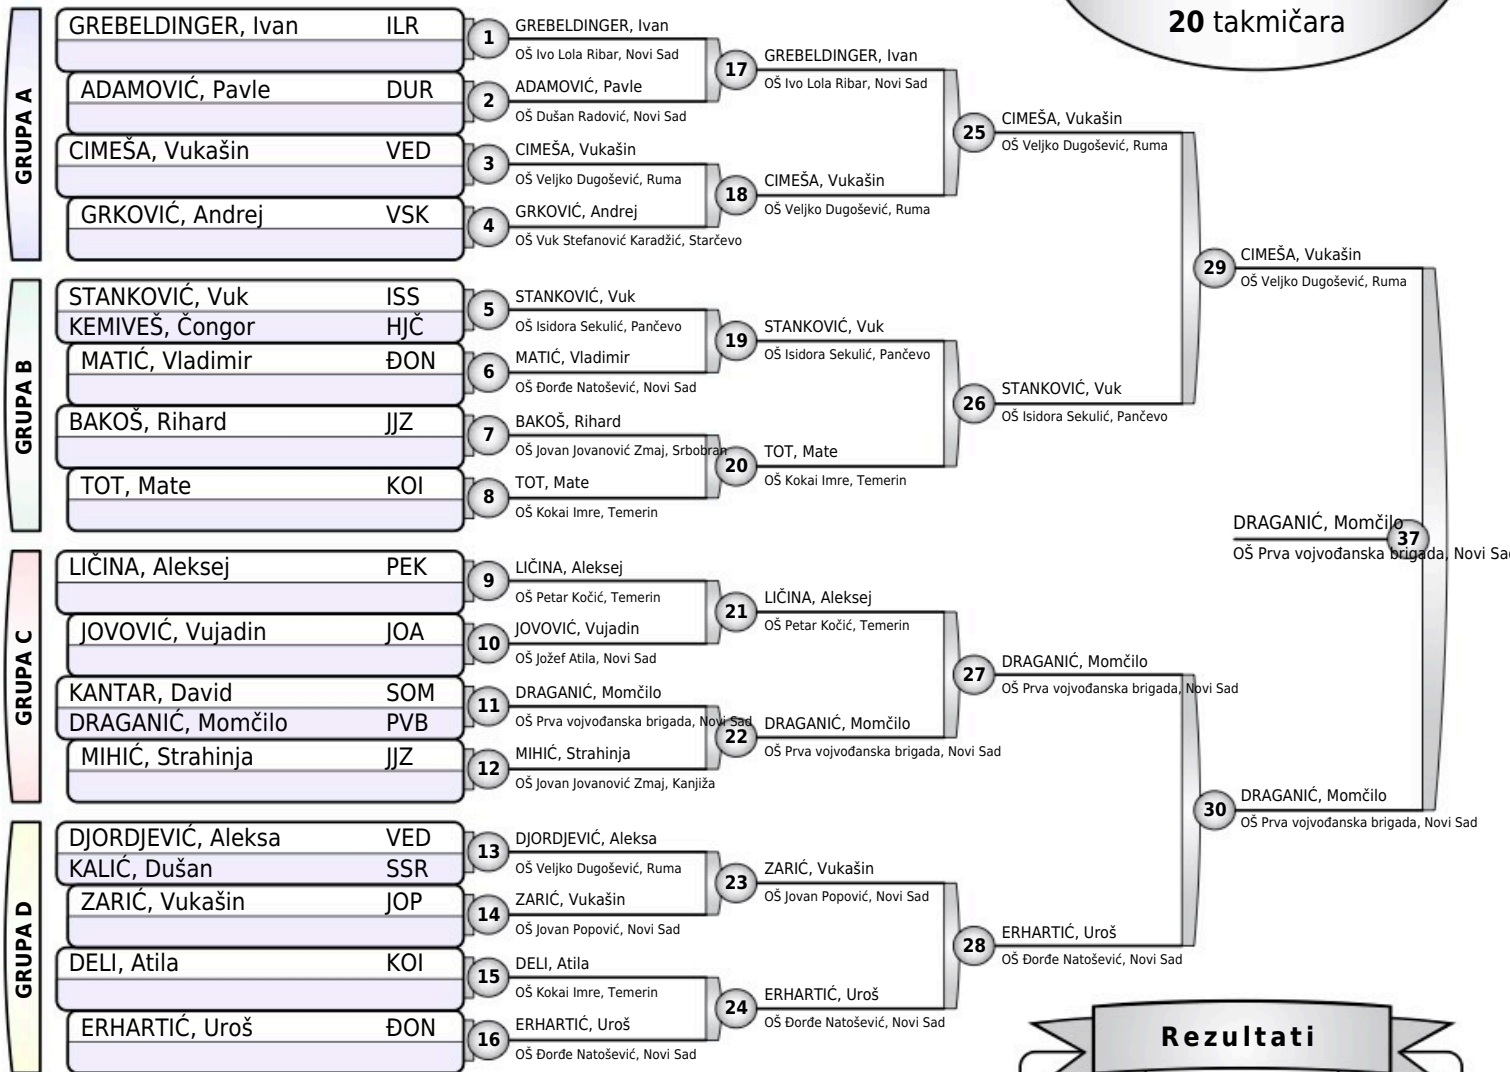 20 takmičara
GRUPA A
GREBELDINGER, Ivan ILR
ADAMOVIĆ, Pavle DUR
CIMEŠA, Vukašin VED
GRKOVIĆ, Andrej VSK
GRUPA B
STANKOVIĆ, Vuk ISS
KEMIVEŠ, Čongor HJČ
MATIĆ, Vladimir ĐON
BAKOŠ, Rihard JJZ
TOT, Mate KOI
GRUPA C
LIČINA, Aleksej PEK
JOVOVIĆ, Vujadin JOA
KANTAR, David SOM
DRAGANIĆ, Momčilo PVB
MIHIĆ, Strahinja JJZ
GRUPA D
DJORDJEVIĆ, Aleksa VED
KALIĆ, Dušan SSR
ZARIĆ, Vukašin JOP
DELI, Atila KOI
ERHARTIĆ, Uroš ĐON
1 GREBELDINGER, Ivan
OŠ Ivo Lola Ribar, Novi Sad
2 ADAMOVIĆ, Pavle
OŠ Dušan Radović, Novi Sad
3 CIMEŠA, Vukašin
OŠ Veljko Dugošević, Ruma
4 GRKOVIĆ, Andrej
OŠ Vuk Stefanović Karadžić, Starčevo
5 STANKOVIĆ, Vuk
OŠ Isidora Sekulić, Pančevo
6 MATIĆ, Vladimir
OŠ Đorđe Natošević, Novi Sad
7 BAKOŠ, Rihard
OŠ Jovan Jovanović Zmaj, Srbobran
8 TOT, Mate
OŠ Kokai Imre, Temerin
9 LIČINA, Aleksej
OŠ Petar Kočić, Temerin
10 JOVOVIĆ, Vujadin
OŠ Jožef Atila, Novi Sad
11 DRAGANIĆ, Momčilo
OŠ Prva vojvođanska brigada, Novi Sad
12 MIHIĆ, Strahinja
OŠ Jovan Jovanović Zmaj, Kanjiža
13 DJORDJEVIĆ, Aleksa
OŠ Veljko Dugošević, Ruma
14 ZARIĆ, Vukašin
OŠ Jovan Popović, Novi Sad
15 DELI, Atila
OŠ Kokai Imre, Temerin
16 ERHARTIĆ, Uroš
OŠ Đorđe Natošević, Novi Sad
17 GREBELDINGER, Ivan
OŠ Ivo Lola Ribar, Novi Sad
18 CIMEŠA, Vukašin
OŠ Veljko Dugošević, Ruma
19 STANKOVIĆ, Vuk
OŠ Isidora Sekulić, Pančevo
20 TOT, Mate
OŠ Kokai Imre, Temerin
21 LIČINA, Aleksej
OŠ Petar Kočić, Temerin
22 DRAGANIĆ, Momčilo
OŠ Prva vojvođanska brigada, Novi Sad
23 ZARIĆ, Vukašin
OŠ Jovan Popović, Novi Sad
24 ERHARTIĆ, Uroš
OŠ Đorđe Natošević, Novi Sad
25 CIMEŠA, Vukašin
OŠ Veljko Dugošević, Ruma
26 STANKOVIĆ, Vuk
OŠ Isidora Sekulić, Pančevo
27 DRAGANIĆ, Momčilo
OŠ Prva vojvođanska brigada, Novi Sad
28 ERHARTIĆ, Uroš
OŠ Đorđe Natošević, Novi Sad
29 CIMEŠA, Vukašin
OŠ Veljko Dugošević, Ruma
30 DRAGANIĆ, Momčilo
OŠ Prva vojvođanska brigada, Novi Sad
DRAGANIĆ, Momčilo 37
OŠ Prva vojvođanska brigada, Novi Sa
Rezultati